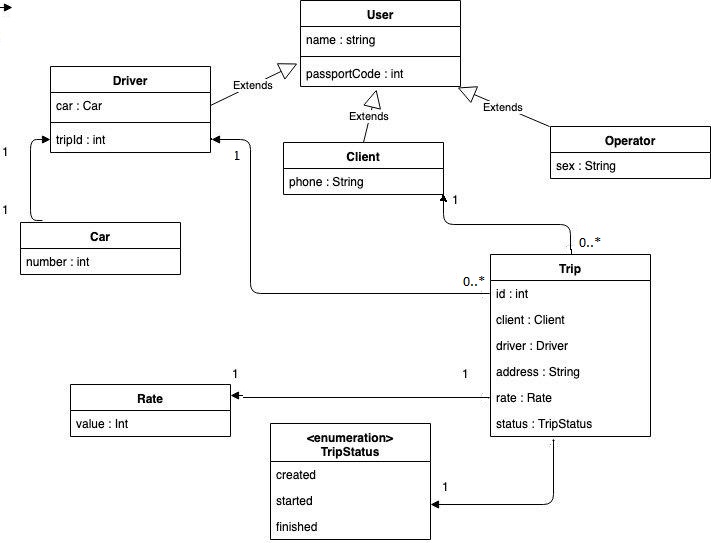 User
name : string
passportCode : int
Extends
Driver
car : Car
tripId : int
Extends
Extends
Client
phone : String
Operator
sex : String
1
1
1
1
Car
number : int
0..*
Trip
id : int
client : Client
driver : Driver
address : String
rate : Rate
status : TripStatus
0..*
1
1
Rate
value : Int
<enumeration>
TripStatus
created
started
finished
1